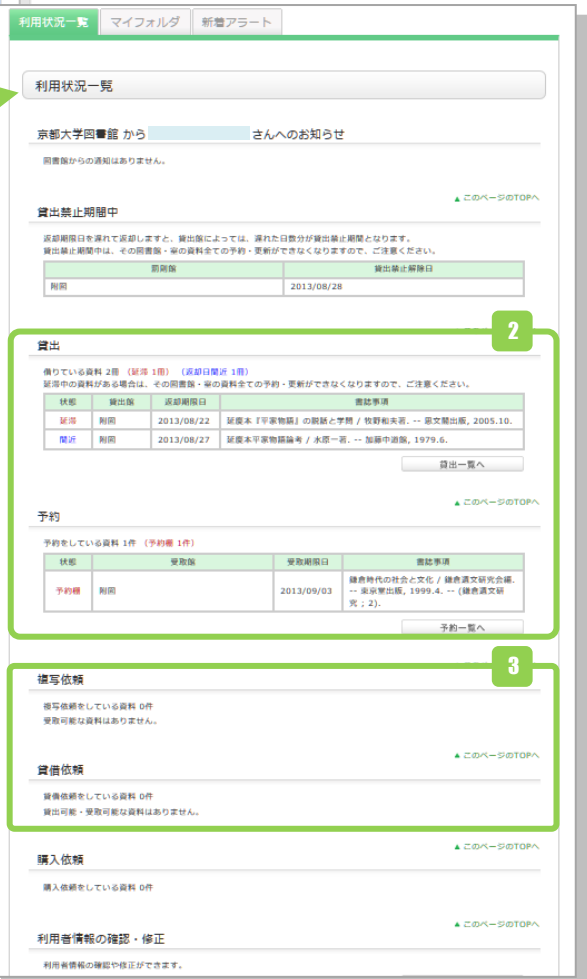 利用状況一覧 マイフォルダ 新着アラート
利用状況一覧
京都大学図書館 から さんへのお知らせ
図書館からの通知はありません。
▲ このページのTOPへ
貸出禁止期間中
返却期限日を遅れて返却しますと、貸出館によっては、遅れた日数分が貸出禁止期間となります。
貸出禁止期間中は、その図書館・室の資料全ての予約・更新ができなくなりますので、ご注意ください。
罰則館 貸出禁止解除日
附図 2013/08/28
2
貸出
借りている資料 2冊 (延滞 1冊) (返却日間近 1冊)
延滞中の資料がある場合は、その図書館・室の資料全ての予約・更新ができなくなりますので、ご注意ください。
状態 貸出館 返却期限日 書誌事項
延滞 附図 2013/08/22 延慶本『平家物語』の説話と学問 / 牧野和夫著. -- 思文閣出版, 2005.10.
間近 附図 2013/08/27 延慶本平家物語論考 / 水原一著. -- 加藤中道館, 1979.6.
貸出一覧へ
▲ このページのTOPへ
予約
予約をしている資料 1件 (予約棚 1件)
状態 受取館 受取期限日 書誌事項
予約棚 附図 2013/09/03 鎌倉時代の社会と文化 / 鎌倉遺文研究会編.
-- 東京堂出版, 1999.4. -- (鎌倉遺文研
究 ; 2).
予約一覧へ
3
複写依頼
複写依頼をしている資料 0件
受取可能な資料はありません。
▲ このページのTOPへ
貸借依頼
貸借依頼をしている資料 0件
貸出可能・受取可能な資料はありません。
▲ このページのTOPへ
購入依頼
購入依頼をしている資料 0件
▲ このページのTOPへ
利用者情報の確認・修正
利用者情報の確認や修正ができます。